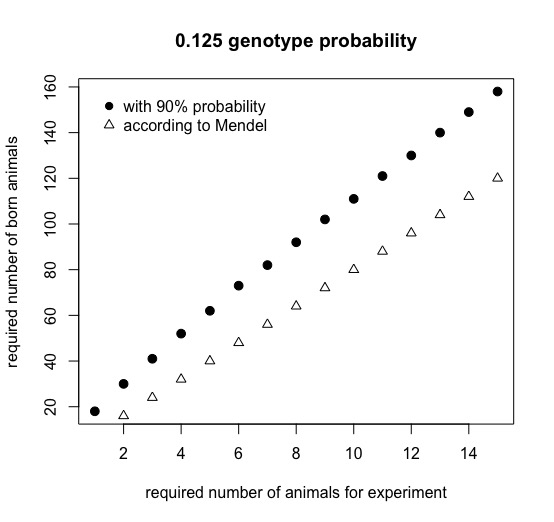 0.125 genotype probability
with 90% probability
according to Mendel
required number of born animals
160
140
120
100
80
60
40
20
2 4 6 8 10 12 14
required number of animals for experiment